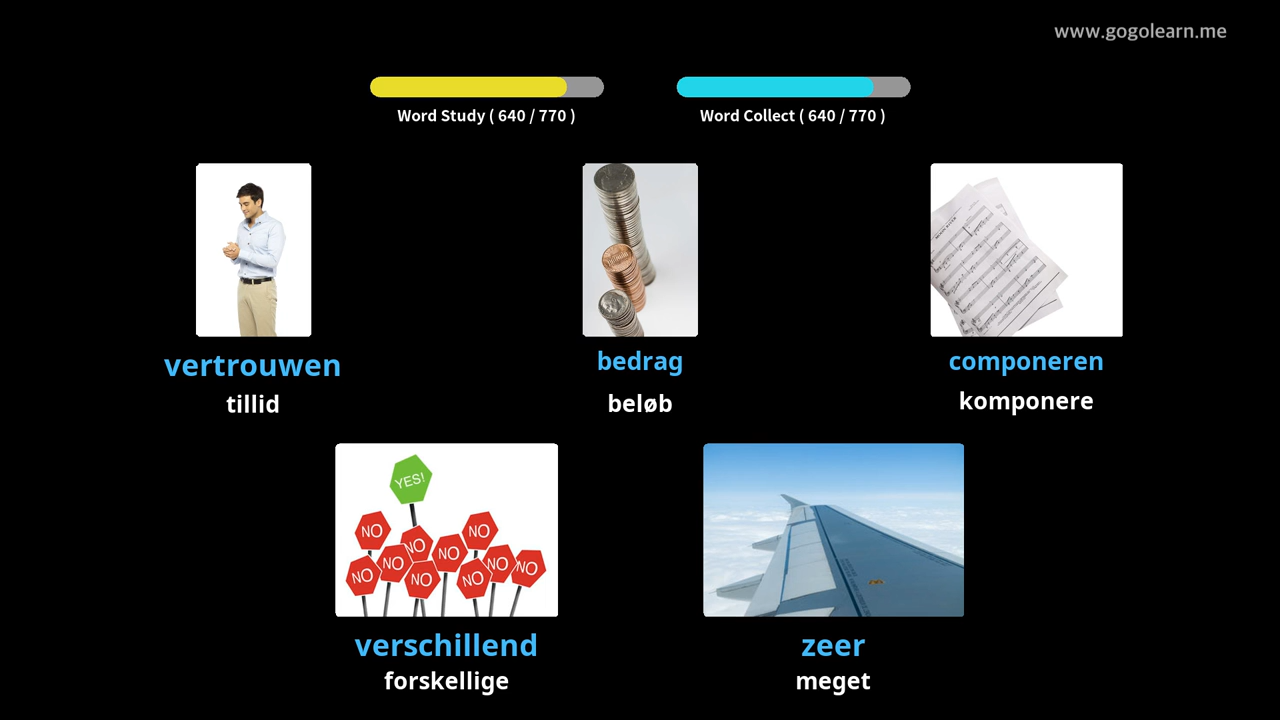 www.gogolearn.me
Word Study ( 640 / 770 )
Word Collect ( 640 / 770 )
vertrouwen
tillid
bedrag
beløb
componeren
komponere
YES!
NO
NO
NO
NO
NO
NO
NO
NO
NO
NO
verschillend
forskellige
zeer
meget